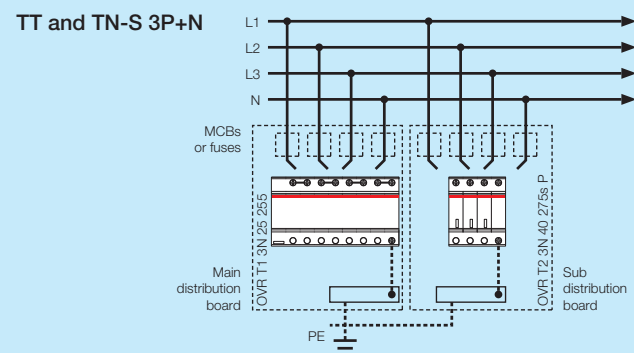 TT and TN-S 3P+N
L1
L2
L3
N
MCBs
or fuses
OVR T1 3N 25 255
OVR T2 3N 40 275s P
Main
distribution
board
Sub
distribution
board
PE